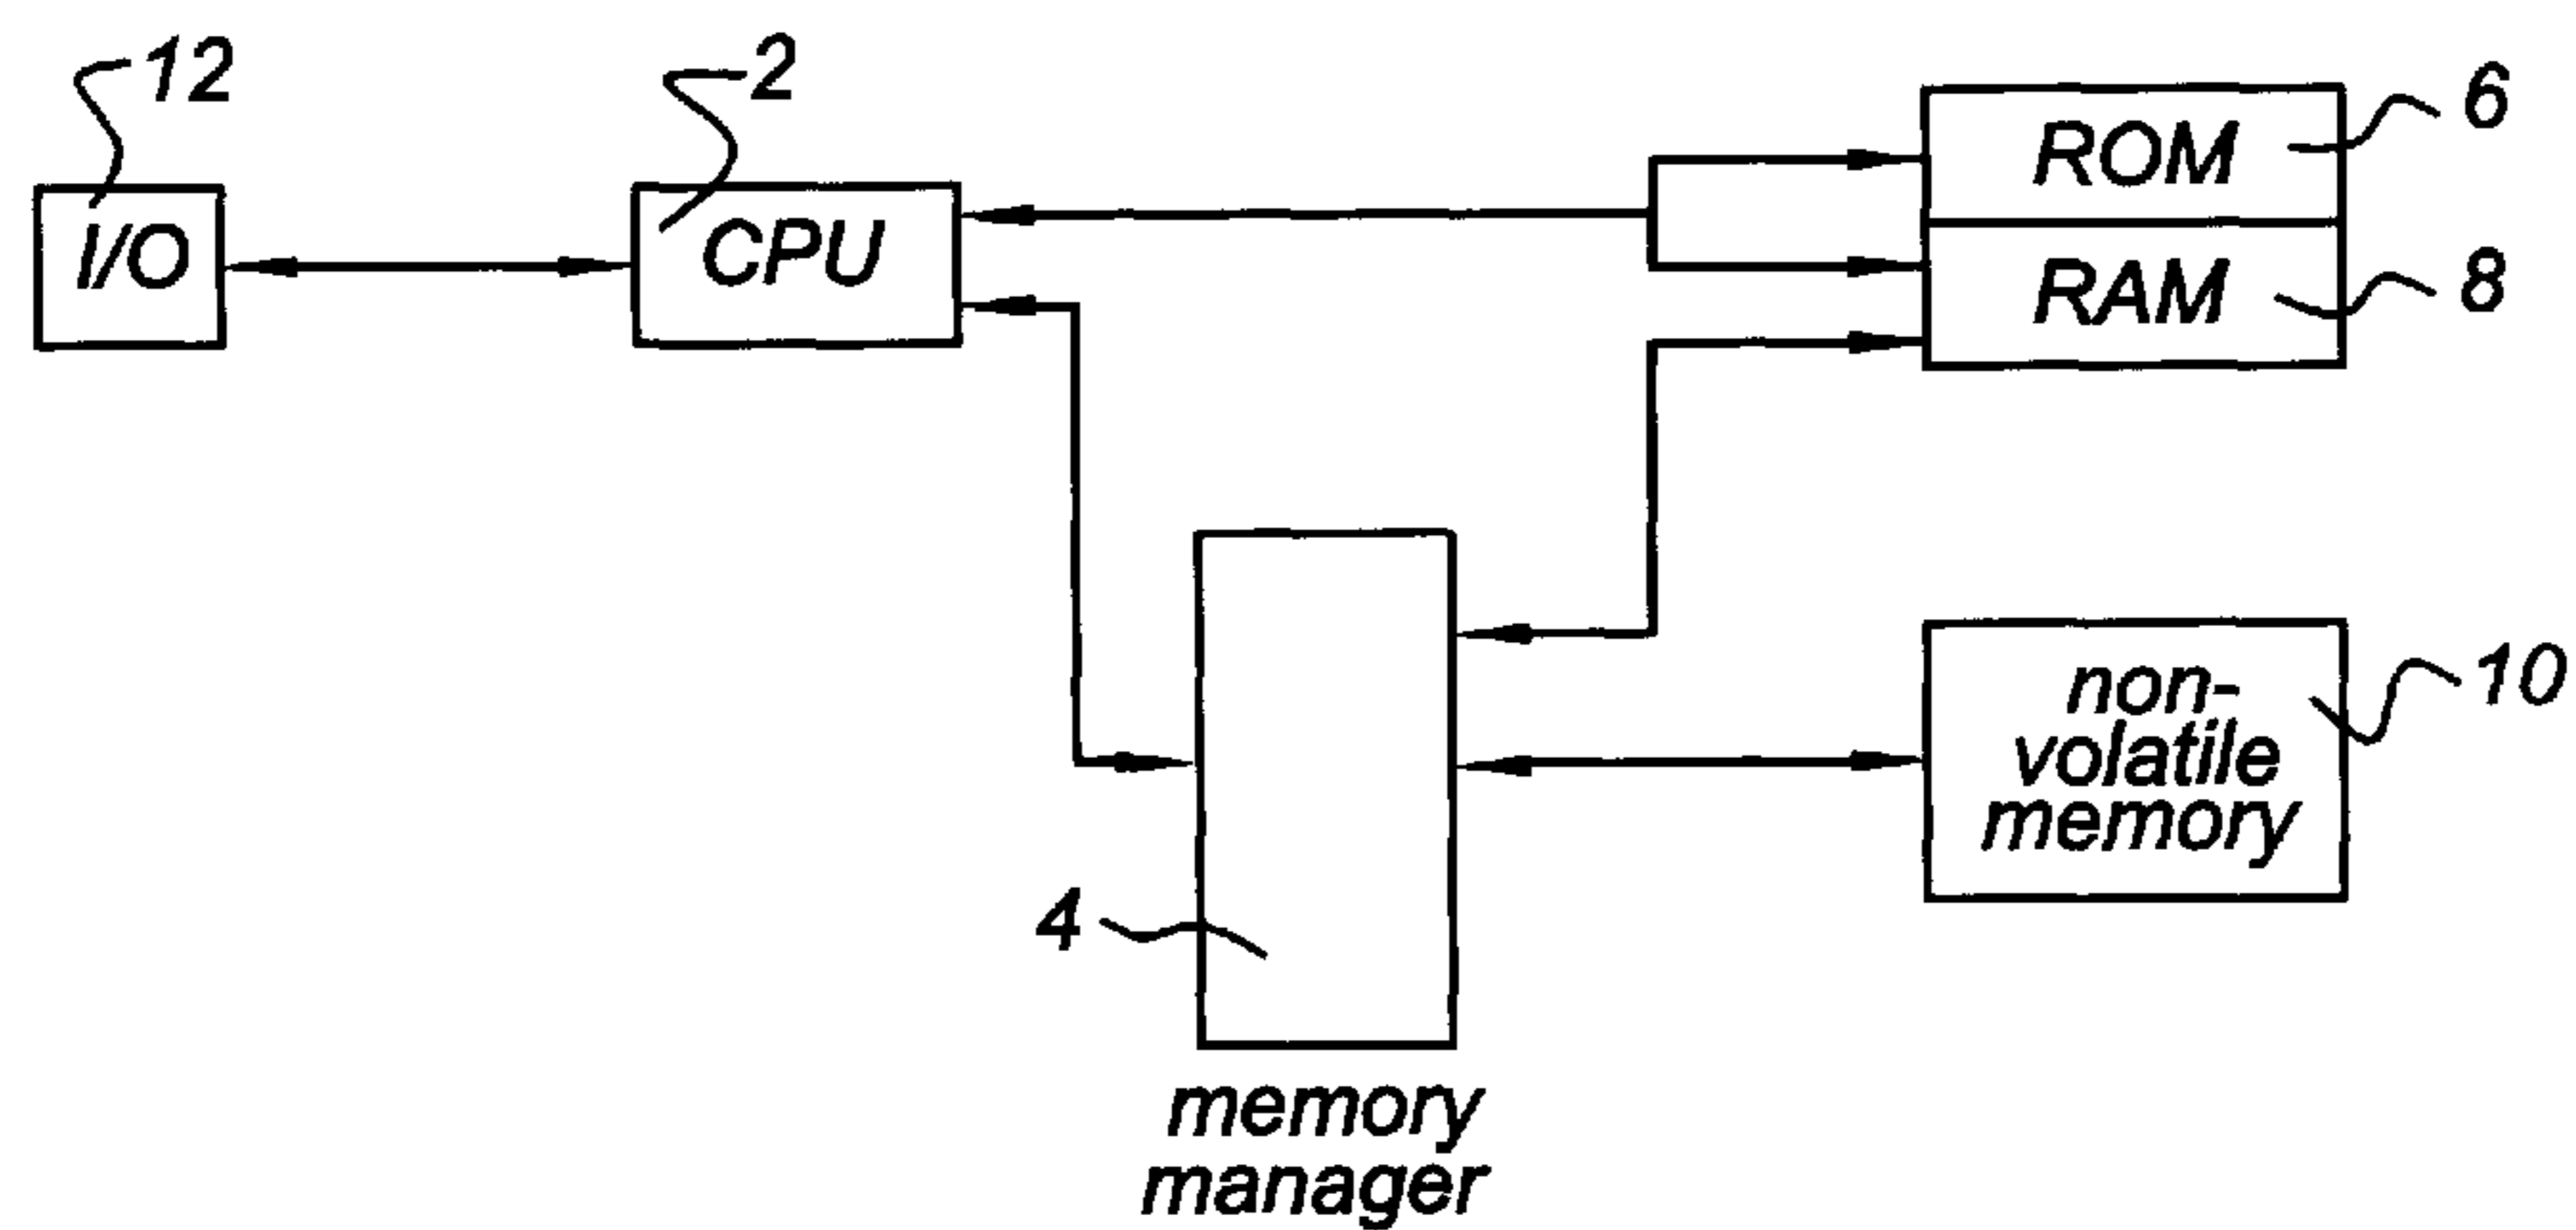 12
2
6
I/O
CPU
ROM
RAM
8
non-
volatile
memory
10
4
memory
manager